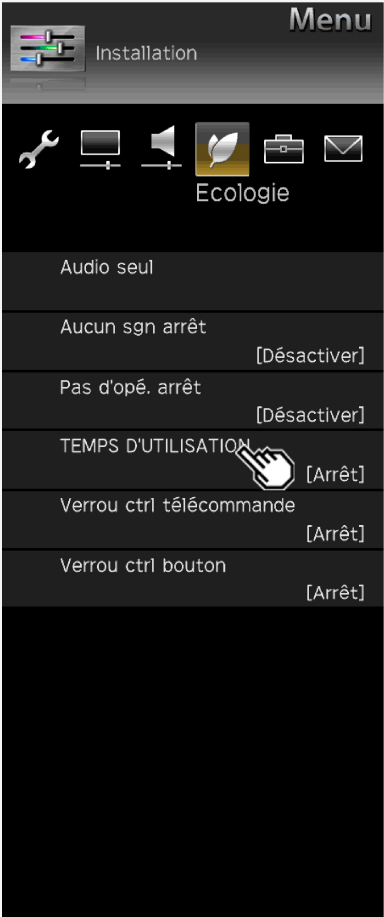 Menu
Installation
Ecologie
Audio seul
Aucun sgn arrêt
[Désactiver]
Pas d'opé. arrêt
[Désactiver]
TEMPS D'UTILISATION
[Arrêt]
Verrou ctrl télécommande
[Arrêt]
Verrou ctrl bouton
[Arrêt]